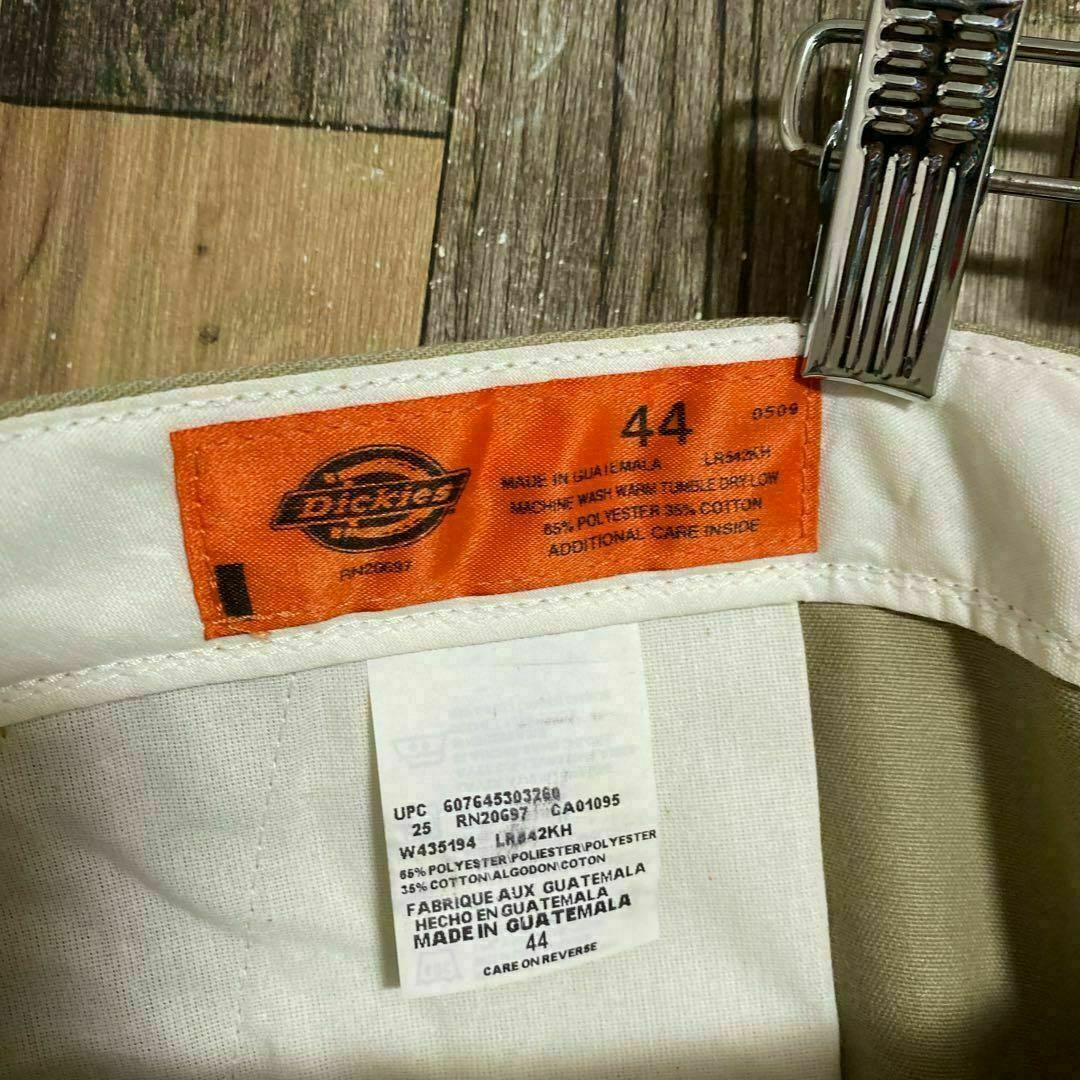 44 0509
Dickies
MADE IN GUATEMALA LR542KH
MACHINE WASH WARM TUMBLE DRY LOW
65% POLYESTER 35% COTTON
ADDITIONAL CARE INSIDE
RN20697
UPC 607645303260
25 RN20697 CA01095
W435194 LR542KH
65% POLYESTER\POLIESTER\POLYESTER
35% COTTON\ALGODON\COTON
FABRIQUE AUX GUATEMALA
HECHO EN GUATEMALA
MADE IN GUATEMALA
44
CARE ON REVERSE